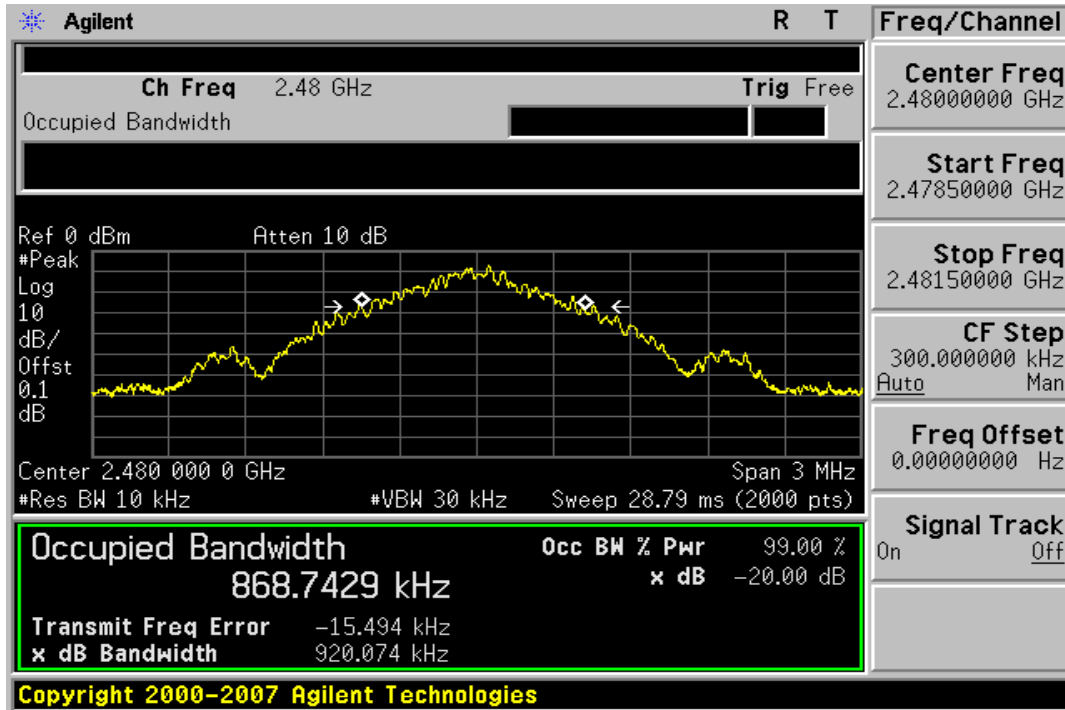 Agilent R T
Freq/Channel
Ch Freq 2.48 GHz Trig Free
Occupied Bandwidth
Center Freq
2.48000000 GHz
Start Freq
2.47850000 GHz
Stop Freq
2.48150000 GHz
CF Step
300.000000 kHz
Auto Man
Freq Offset
0.00000000 Hz
Signal Track
On Off
Ref 0 dBm Atten 10 dB
#Peak
Log
10
dB/
Offst
0.1
dB
Center 2.480 000 0 GHz Span 3 MHz
#Res BW 10 kHz #VBW 30 kHz Sweep 28.79 ms (2000 pts)
Occupied Bandwidth Occ BW % Pwr 99.00 %
868.7429 kHz x dB -20.00 dB
Transmit Freq Error -15.494 kHz
x dB Bandwidth 920.074 kHz
Copyright 2000-2007 Agilent Technologies